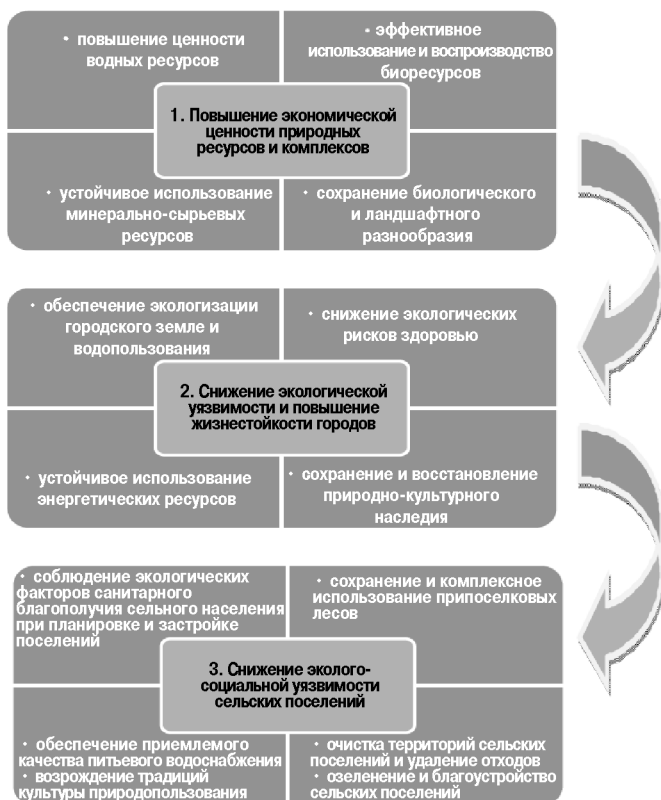 · повышение ценности
водных ресурсов
· эффективное
использование и воспроизводство
биоресурсов
1. Повышение экономической
ценности природных
ресурсов и комплексов
· устойчивое использование
минерально-сырьевых
ресурсов
· сохранение биологического
и ландшафтного
разнообразия
· обеспечение экологизации
городского земле и
водопользования
· снижение экологических
рисков здоровью
2. Снижение экологической
уязвимости и повышение
жизнестойкости городов
· устойчивое использование
энергетических ресурсов
· сохранение и восстановление
природно-культурного
наследия
· соблюдение экологических
факторов санитарного
благополучия сельного населения
при планировке и застройке
поселений
· сохранение и комплексное
использование припоселковых
лесов
3. Снижение эколого-
социальной уязвимости
сельских поселений
· обеспечение приемлемого
качества питьевого водоснабжения
· возрождение традиций
культуры природопользования
· очистка территорий сельских
поселений и удаление отходов
· озеленение и благоустройство
сельских поселений